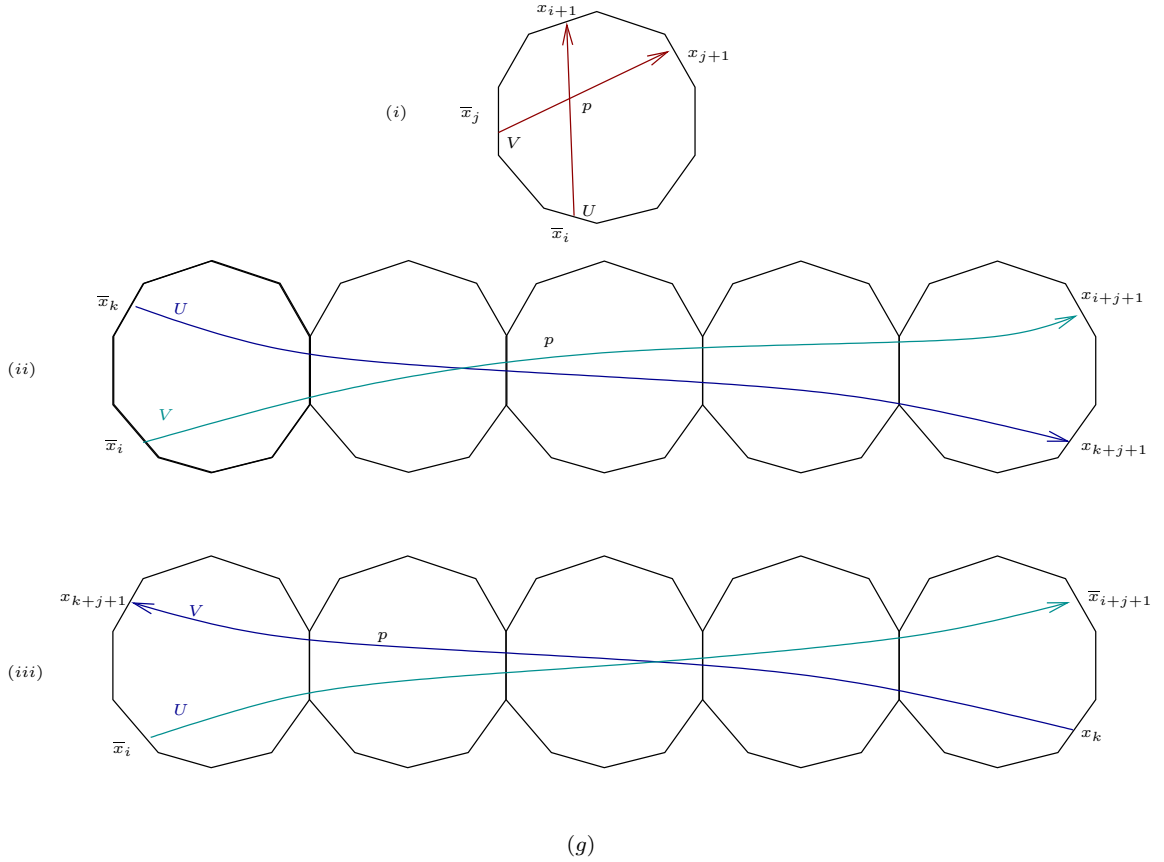 x_{i+1}
x_{j+1}
(i) \overline{x}_j p
V
U
\overline{x}_i
\overline{x}_k U x_{i+j+1}
p
(ii)
V
\overline{x}_i x_{k+j+1}
x_{k+j+1} V \overline{x}_{i+j+1}
p
(iii)
U
\overline{x}_i x_k
(g)